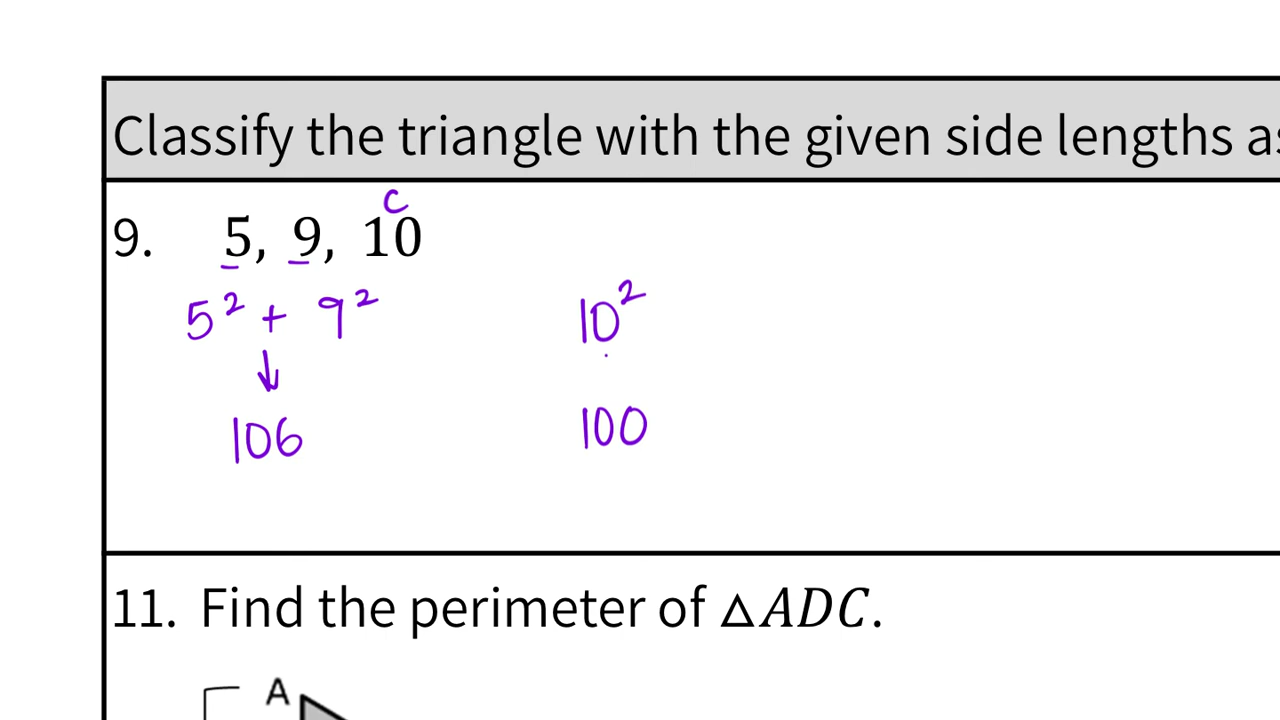 Classify the triangle with the given side lengths as
C
9. 5, 9, 10
5² + 9² 10²
↓
106 100
11. Find the perimeter of △ADC.
A